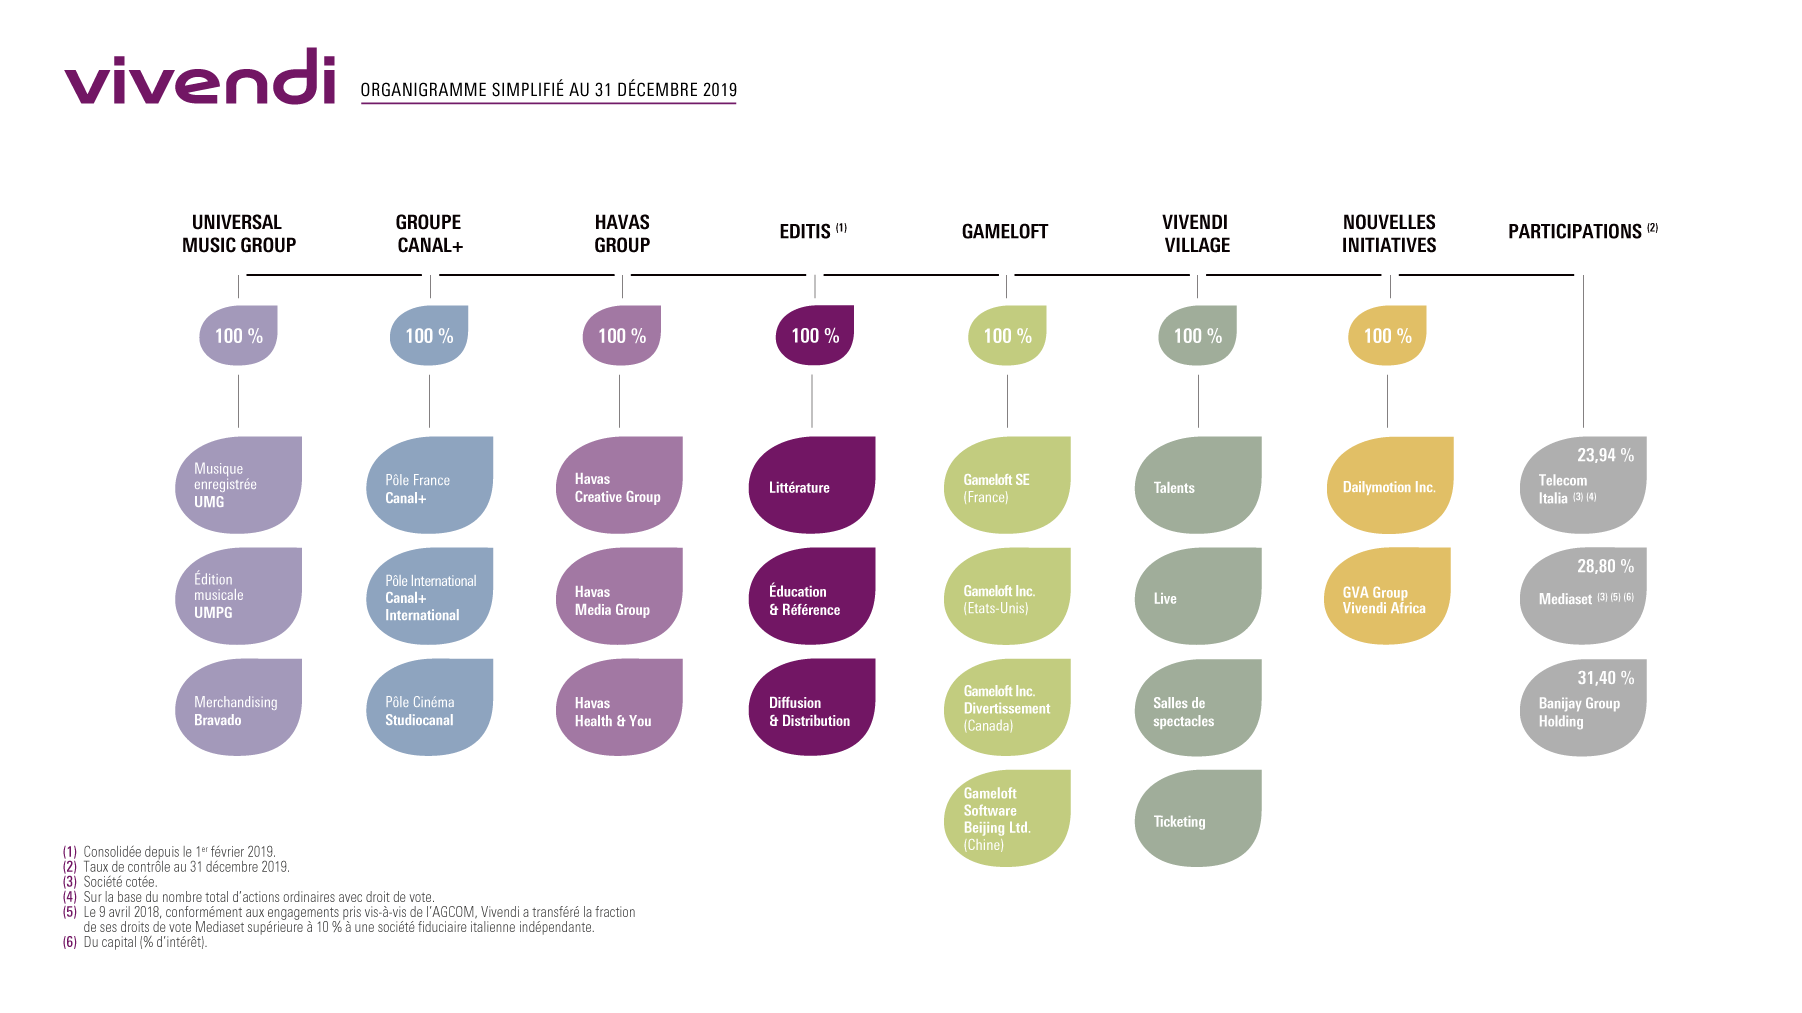 vivendi
ORGANIGRAMME SIMPLIFIÉ AU 31 DÉCEMBRE 2019
UNIVERSAL
MUSIC GROUP
GROUPE
CANAL+
HAVAS
GROUP
EDITIS (1)
GAMELOFT
VIVENDI
VILLAGE
NOUVELLES
INITIATIVES
PARTICIPATIONS (2)
100 %
100 %
100 %
100 %
100 %
100 %
100 %
Musique
enregistrée
UMG
Édition
musicale
UMPG
Merchandising
Bravado
Pôle France
Canal+
Pôle International
Canal+
International
Pôle Cinéma
Studiocanal
Havas
Creative Group
Havas
Media Group
Havas
Health & You
Littérature
Éducation
& Référence
Diffusion
& Distribution
Gameloft SE
(France)
Gameloft Inc.
(Etats-Unis)
Gameloft Inc.
Divertissement
(Canada)
Gameloft
Software
Beijing Ltd.
(Chine)
Talents
Live
Salles de
spectacles
Ticketing
Dailymotion Inc.
GVA Group
Vivendi Africa
23,94 %
Telecom
Italia (3) (4)
28,80 %
Mediaset (3) (5) (6)
31,40 %
Banijay Group
Holding
(1) Consolidée depuis le 1er février 2019.
(2) Taux de contrôle au 31 décembre 2019.
(3) Société cotée.
(4) Sur la base du nombre total d'actions ordinaires avec droit de vote.
(5) Le 9 avril 2018, conformément aux engagements pris vis-à-vis de l'AGCOM, Vivendi a transféré la fraction
de ses droits de vote Mediaset supérieure à 10 % à une société fiduciaire italienne indépendante.
(6) Du capital (% d'intérêt).